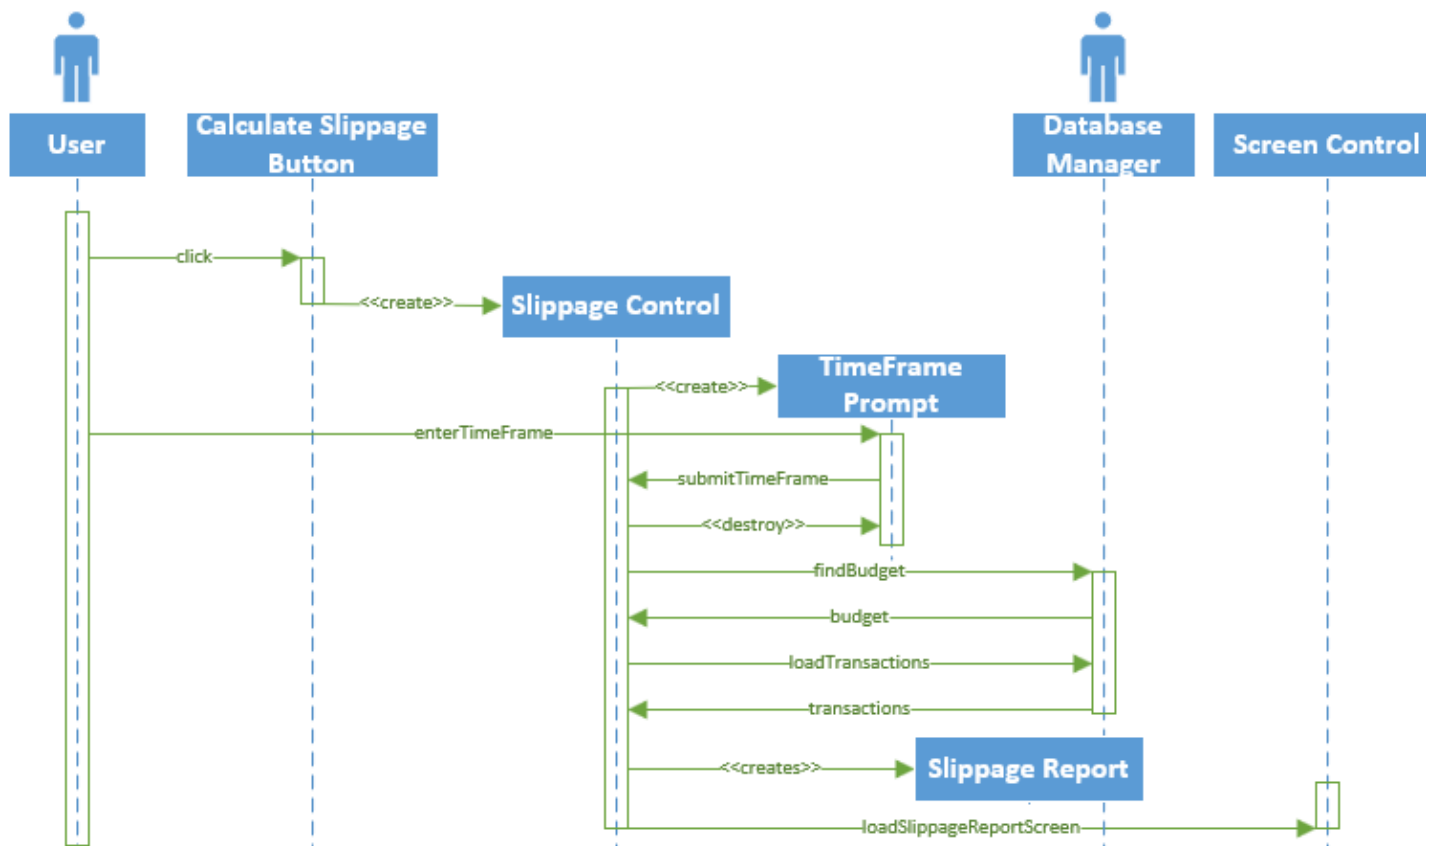 User
Calculate Slippage
Button
Database
Manager
Screen Control
click
<<create>>
Slippage Control
<<create>>
TimeFrame
Prompt
enterTimeFrame
submitTimeFrame
<<destroy>>
findBudget
budget
loadTransactions
transactions
<<creates>>
Slippage Report
loadSlippageReportScreen